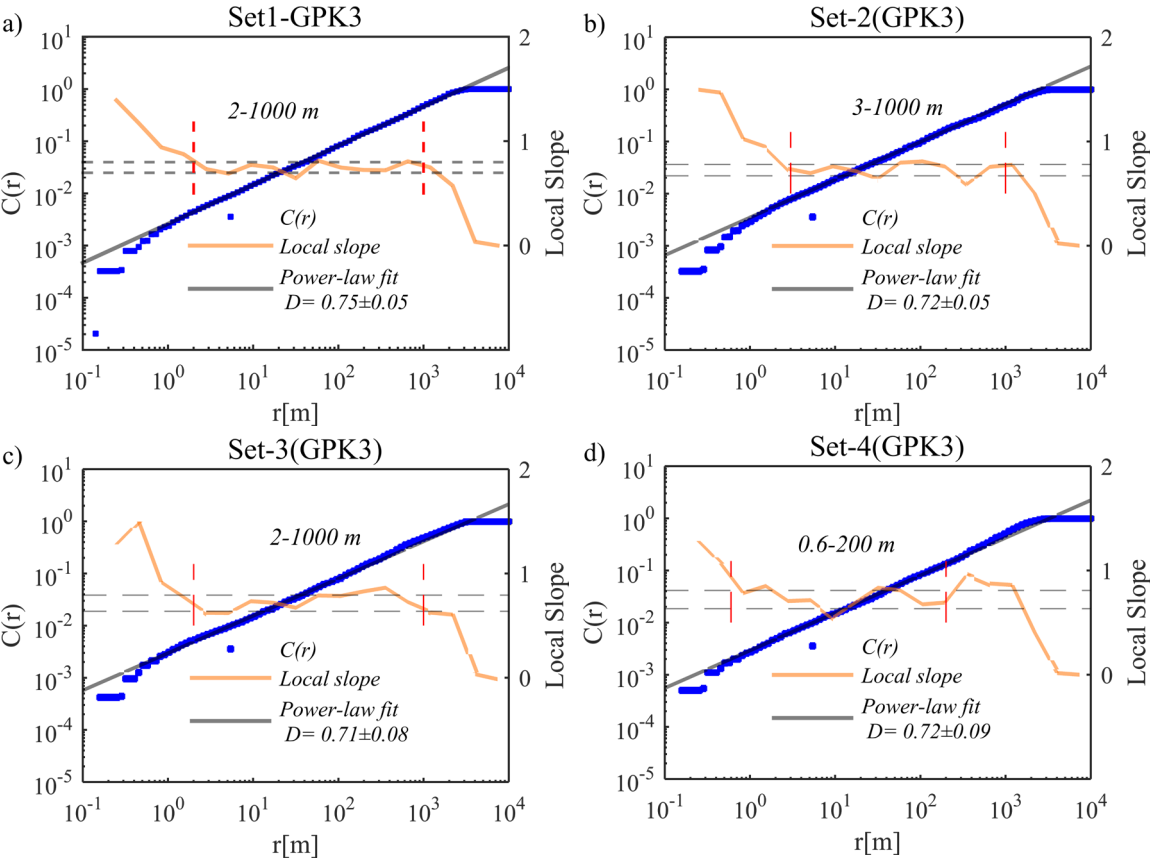 a)
Set1-GPK3
10^1
10^0
10^-1
10^-2
10^-3
10^-4
10^-5
C(r)
2-1000 m
C(r)
Local slope
Power-law fit
D= 0.75±0.05
2
1
0
Local Slope
10^-1
10^0
10^1
10^2
10^3
10^4
r[m]
b)
Set-2(GPK3)
10^1
10^0
10^-1
10^-2
10^-3
10^-4
10^-5
C(r)
3-1000 m
C(r)
Local slope
Power-law fit
D= 0.72±0.05
2
1
0
Local Slope
10^-1
10^0
10^1
10^2
10^3
10^4
r[m]
c)
Set-3(GPK3)
10^1
10^0
10^-1
10^-2
10^-3
10^-4
10^-5
C(r)
2-1000 m
C(r)
Local slope
Power-law fit
D= 0.71±0.08
2
1
0
Local Slope
10^-1
10^0
10^1
10^2
10^3
10^4
r[m]
d)
Set-4(GPK3)
10^1
10^0
10^-1
10^-2
10^-3
10^-4
10^-5
C(r)
0.6-200 m
C(r)
Local slope
Power-law fit
D= 0.72±0.09
2
1
0
Local Slope
10^-1
10^0
10^1
10^2
10^3
10^4
r[m]